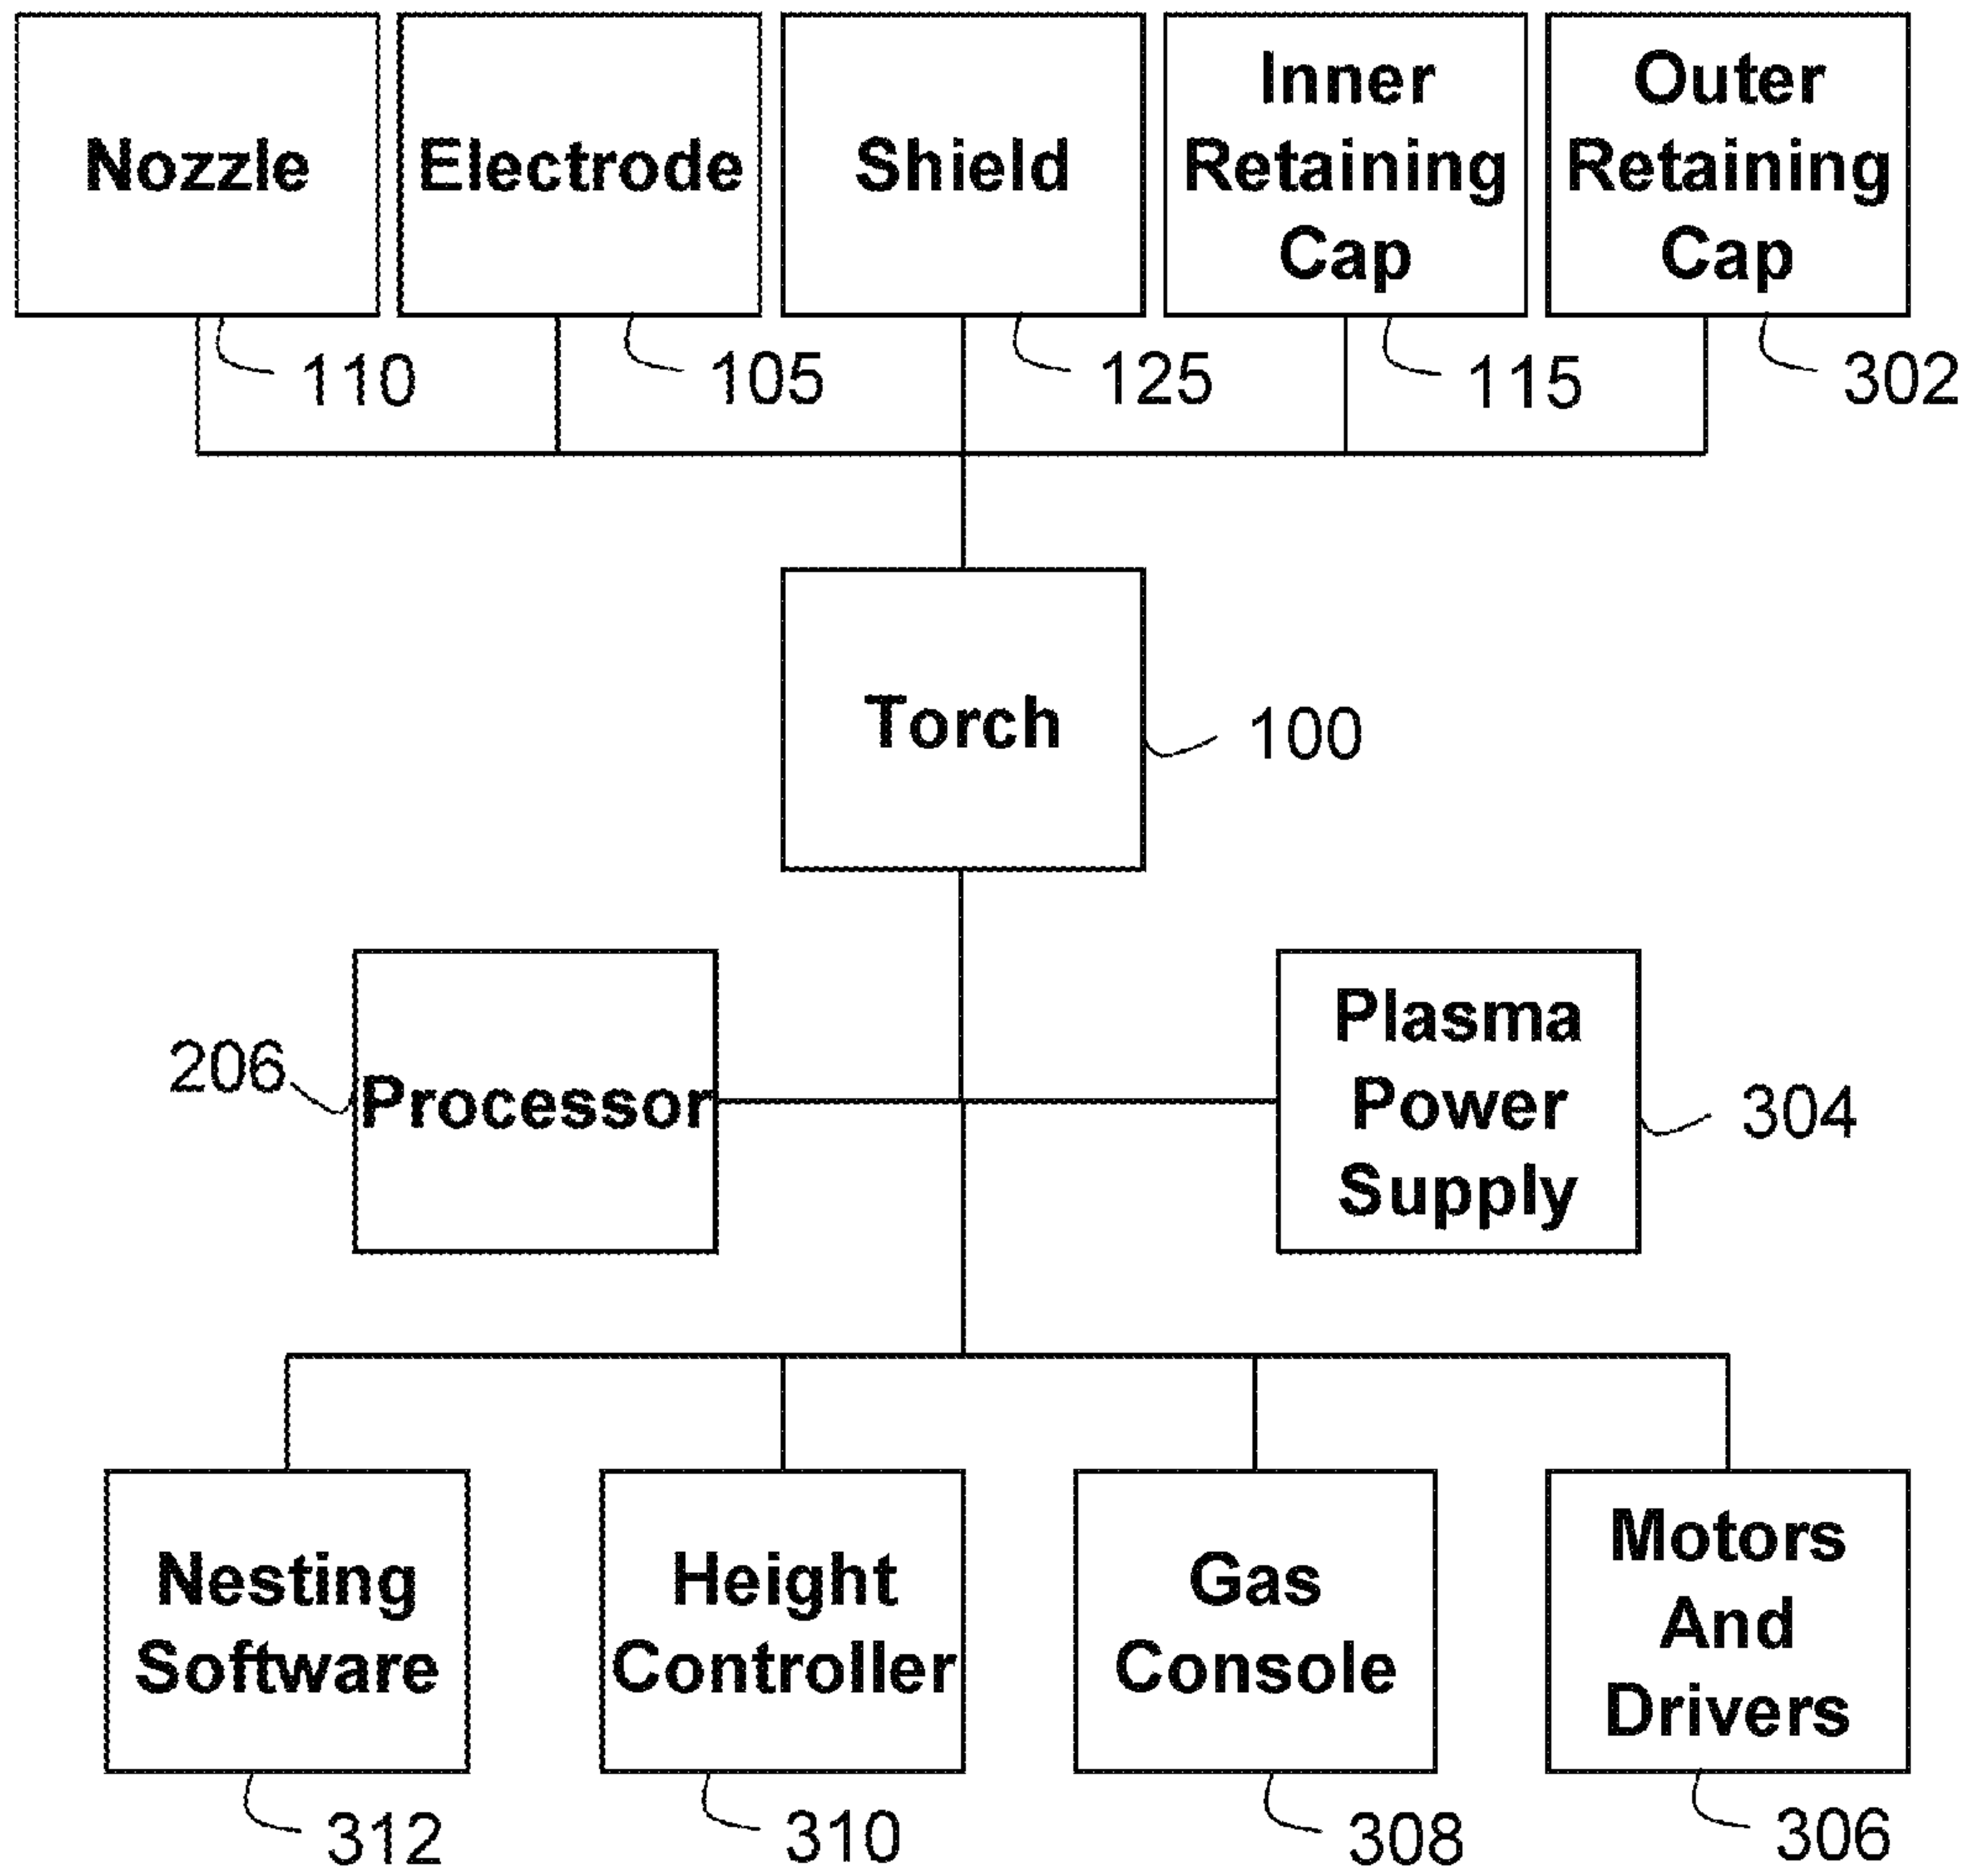 Nozzle
Electrode
Shield
Inner
Retaining
Cap
Outer
Retaining
Cap
110
105
125
115
302
Torch
100
206
Processor
Plasma
Power
Supply
304
Nesting
Software
Height
Controller
Gas
Console
Motors
And
Drivers
312
310
308
306